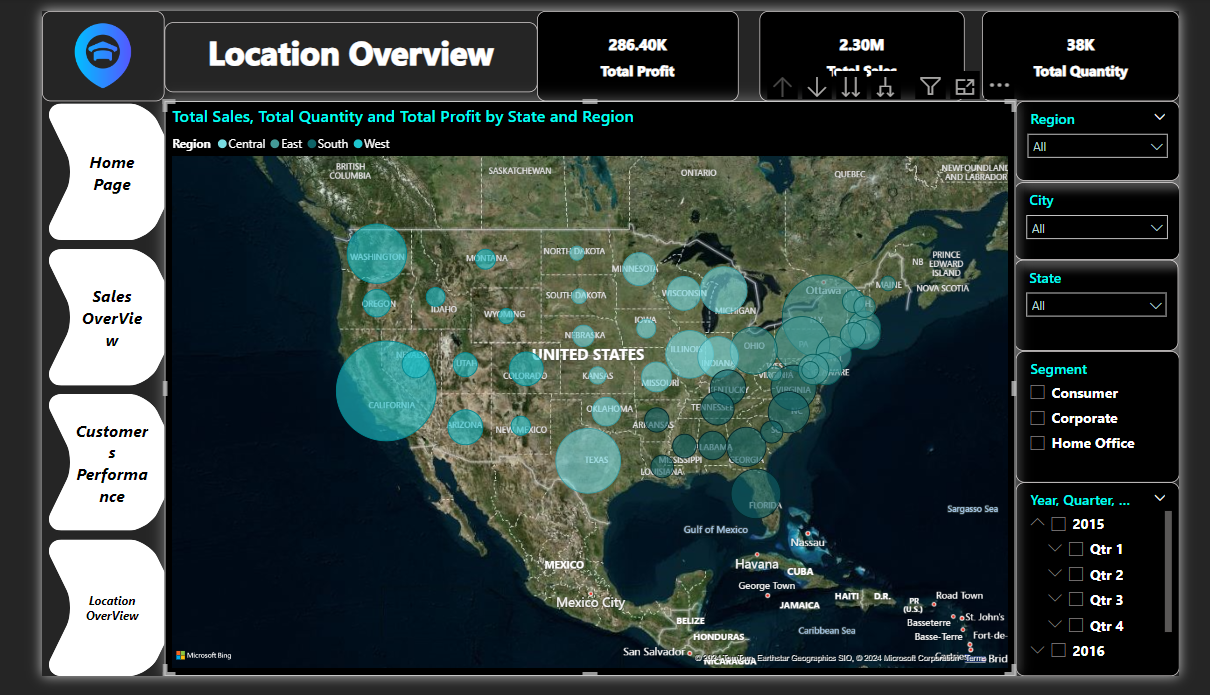 Location Overview
286.40K
Total Profit
2.30M
Total Sales
38K
Total Quantity
Home
Page
Sales
OverVie
w
Customer
s
Performa
nce
Location
OverView
Total Sales, Total Quantity and Total Profit by State and Region
Region Central East South West
BRITISH
COLUMBIA
SASKATCHEWAN
ONTARIO
QUEBEC
NEWFOUNDLAND
AND LABRADOR
WASHINGTON
MONTANA
NORTH DAKOTA
MINNESOTA
NB
PRINCE
EDWARD
ISLAND
MAINE
NOVA SCOTIA
Ottawa
OREGON
IDAHO
WYOMING
SOUTH DAKOTA
WISCONSIN
MICHIGAN
IOWA
NEBRASKA
NEVADA
UTAH
COLORADO
UNITED STATES
KANSAS
MISSOURI
ILLINOIS
INDIANA
OHIO
PA
VIRGINIA
KENTUCKY
CALIFORNIA
ARIZONA
NEW MEXICO
OKLAHOMA
ARKANSAS
TENNESSEE
NC
SC
TEXAS
LOUISIANA
MISSISSIPPI
ALABAMA
GEORGIA
FLORIDA
Gulf of Mexico
Sargasso Sea
Nassau
Havana
CUBA
MEXICO
Mexico City
George Town
JAMAICA
HAITI
D.R.
PR
(U.S.)
Road Town
St. John's
Basseterre
Basse-Terre
Fort-de-
BELIZE
HONDURAS
Caribbean Sea
San Salvador
NICARAGUA
Castries
Brid
Microsoft Bing
© 2024 TomTom, Earthstar Geographics SIO, © 2024 Microsoft Corporation Terms
Region
All
City
All
State
All
Segment
Consumer
Corporate
Home Office
Year, Quarter, ...
2015
Qtr 1
Qtr 2
Qtr 3
Qtr 4
2016